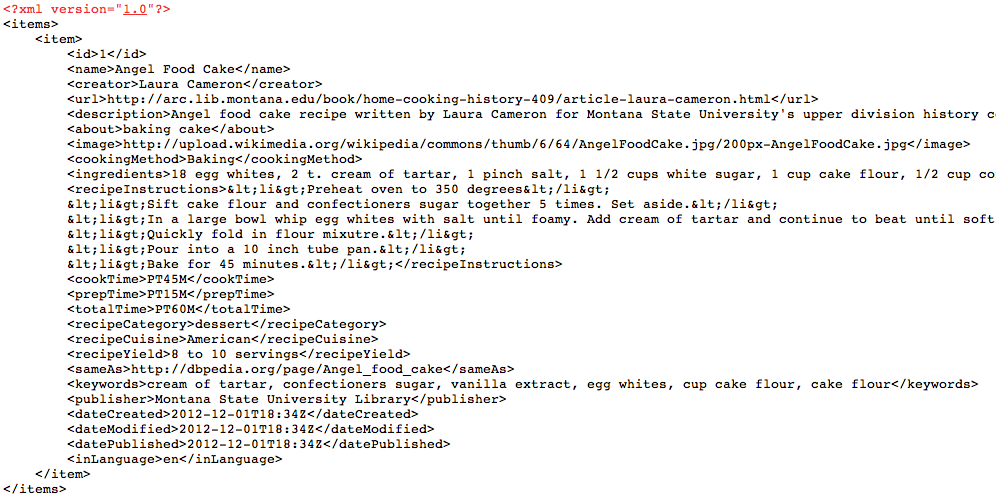 <?xml version="1.0"?>
<items>
    <item>
        <id>1</id>
        <name>Angel Food Cake</name>
        <creator>Laura Cameron</creator>
        <url>http://arc.lib.montana.edu/book/home-cooking-history-409/article-laura-cameron.html</url>
        <description>Angel food cake recipe written by Laura Cameron for Montana State University's upper division history
        <about>baking cake</about>
        <image>http://upload.wikimedia.org/wikipedia/commons/thumb/6/64/AngelFoodCake.jpg/200px-AngelFoodCake.jpg</image>
        <cookingMethod>Baking</cookingMethod>
        <ingredients>18 egg whites, 2 t. cream of tartar, 1 pinch salt, 1 1/2 cups white sugar, 1 cup cake flour, 1/2 cup
        <recipeInstructions>&lt;li&gt;Preheat oven to 350 degrees&lt;/li&gt;
        &lt;li&gt;Sift cake flour and confectioners sugar together 5 times. Set aside.&lt;/li&gt;
        &lt;li&gt;In a large bowl whip egg whites with salt until foamy. Add cream of tartar and continue to beat until soft
        &lt;li&gt;Quickly fold in flour mixutre.&lt;/li&gt;
        &lt;li&gt;Pour into a 10 inch tube pan.&lt;/li&gt;
        &lt;li&gt;Bake for 45 minutes.&lt;/li&gt;</recipeInstructions>
        <cookTime>PT45M</cookTime>
        <prepTime>PT15M</prepTime>
        <totalTime>PT60M</totalTime>
        <recipeCategory>dessert</recipeCategory>
        <recipeCuisine>American</recipeCuisine>
        <recipeYield>8 to 10 servings</recipeYield>
        <sameAs>http://dbpedia.org/page/Angel_food_cake</sameAs>
        <keywords>cream of tartar, confectioners sugar, vanilla extract, egg whites, cup cake flour, cake flour</keywords>
        <publisher>Montana State University Library</publisher>
        <dateCreated>2012-12-01T18:34Z</dateCreated>
        <dateModified>2012-12-01T18:34Z</dateModified>
        <datePublished>2012-12-01T18:34Z</datePublished>
        <inLanguage>en</inLanguage>
    </item>
</items>